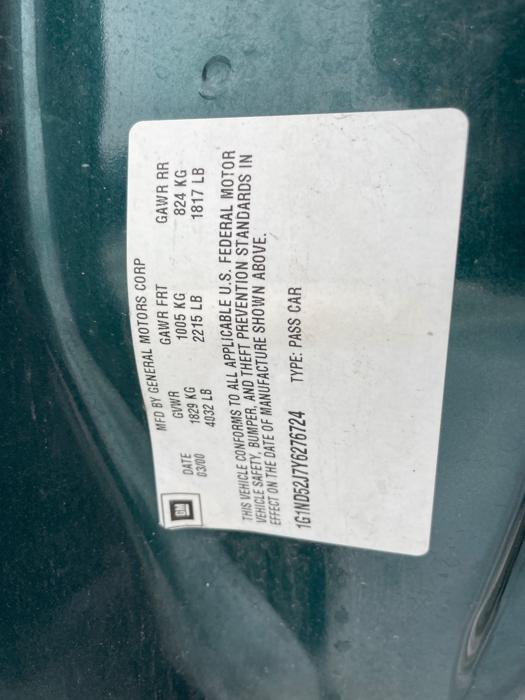 GM
MFD BY GENERAL MOTORS CORP
DATE GVWR GAWR FRT GAWR RR
03/00 1829 KG 1005 KG 824 KG
4032 LB 2215 LB 1817 LB
THIS VEHICLE CONFORMS TO ALL APPLICABLE U.S. FEDERAL MOTOR
VEHICLE SAFETY, BUMPER, AND THEFT PREVENTION STANDARDS IN
EFFECT ON THE DATE OF MANUFACTURE SHOWN ABOVE.
1G1ND52J7Y6276724 TYPE: PASS CAR